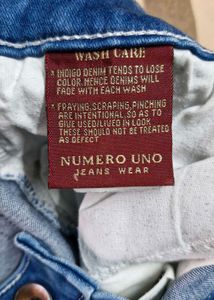 WASH CARE
* INDIGO DENIM TENDS TO LOSE
COLOR. HENCE DENIMS WILL
FADE WITH EACH WASH
* FRAYING, SCRAPING, PINCHING
ARE INTENTIONAL, SO AS TO
GIVE USED/LIVED IN LOOK
THESE SHOULD NOT BE TREATED
AS DEFECT
NUMERO UNO
JEANS WEAR